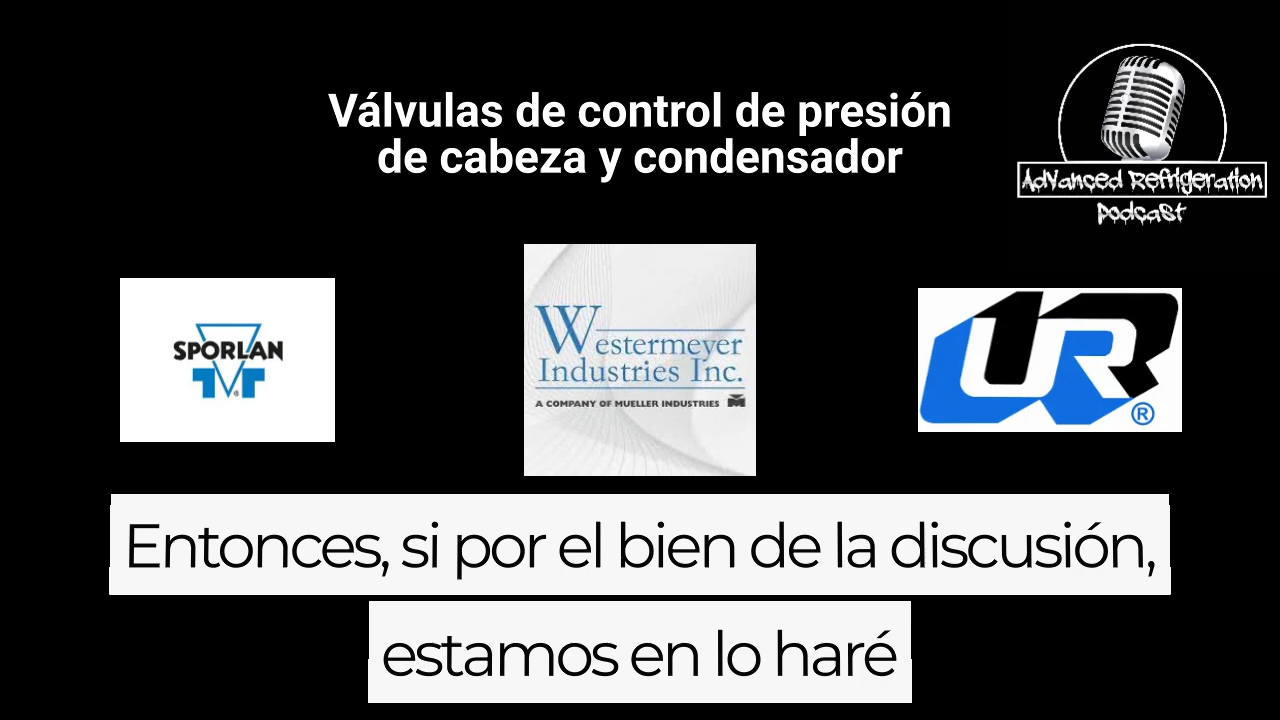 Válvulas de control de presión
de cabeza y condensador
Advanced Refrigeration
Podcast
SPORLAN
Westermeyer
Industries Inc.
A COMPANY OF MUELLER INDUSTRIES
UR
®
Entonces, si por el bien de la discusión,
estamos en lo haré